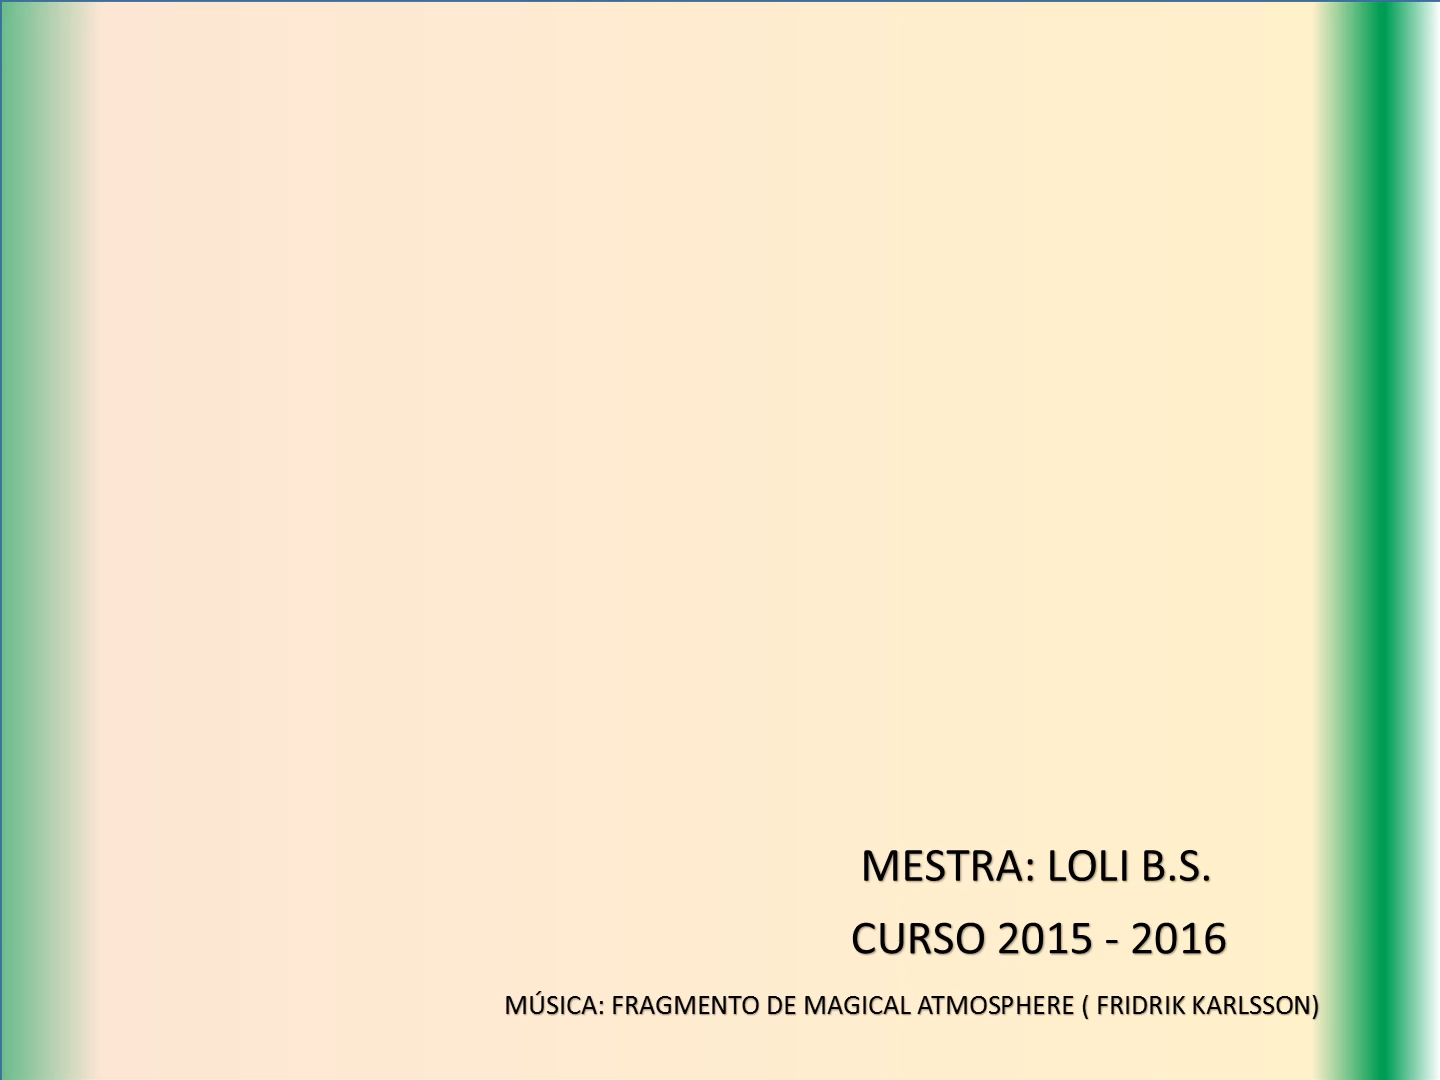 MESTRA: LOLI B.S.
CURSO 2015 - 2016
MÚSICA: FRAGMENTO DE MAGICAL ATMOSPHERE ( FRIDRIK KARLSSON)